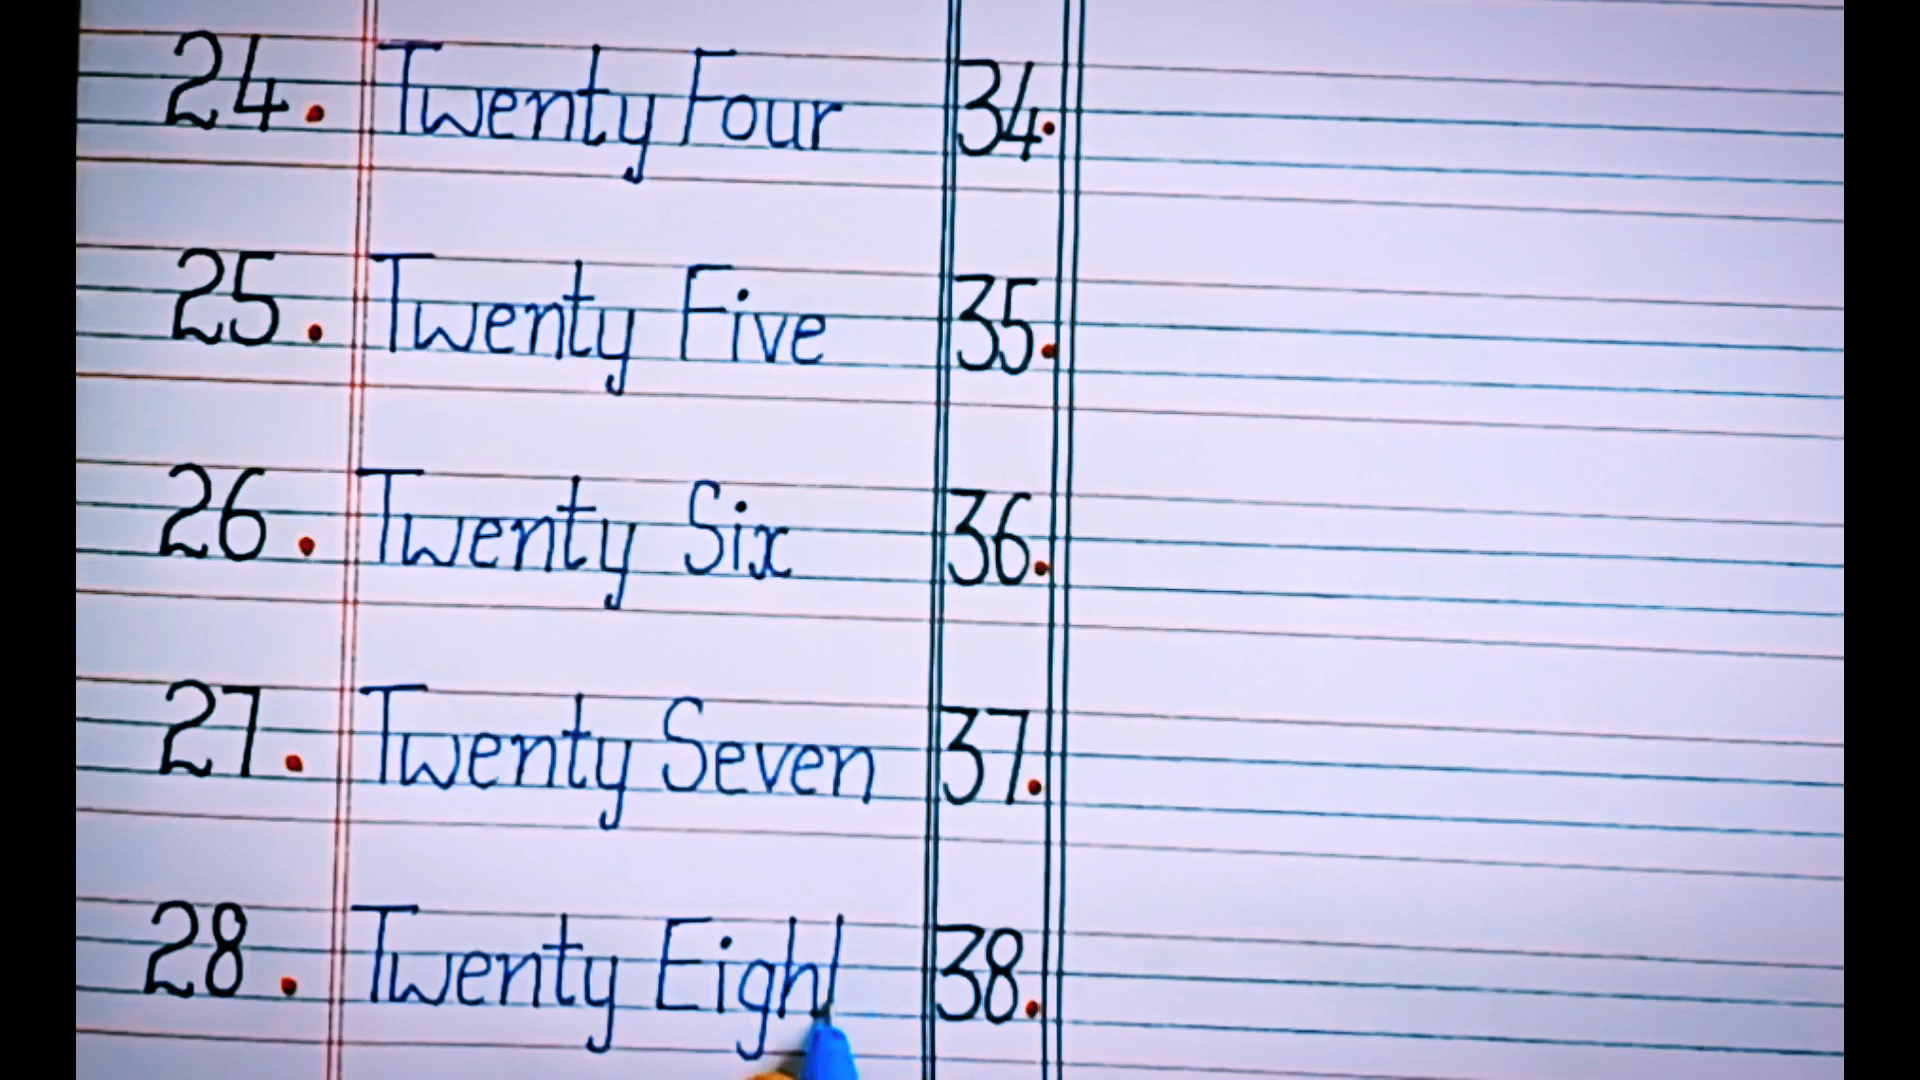 24. Twenty Four 34.
25. Twenty Five 35.
26. Twenty Six 36.
27. Twenty Seven 37.
28. Twenty Eight 38.